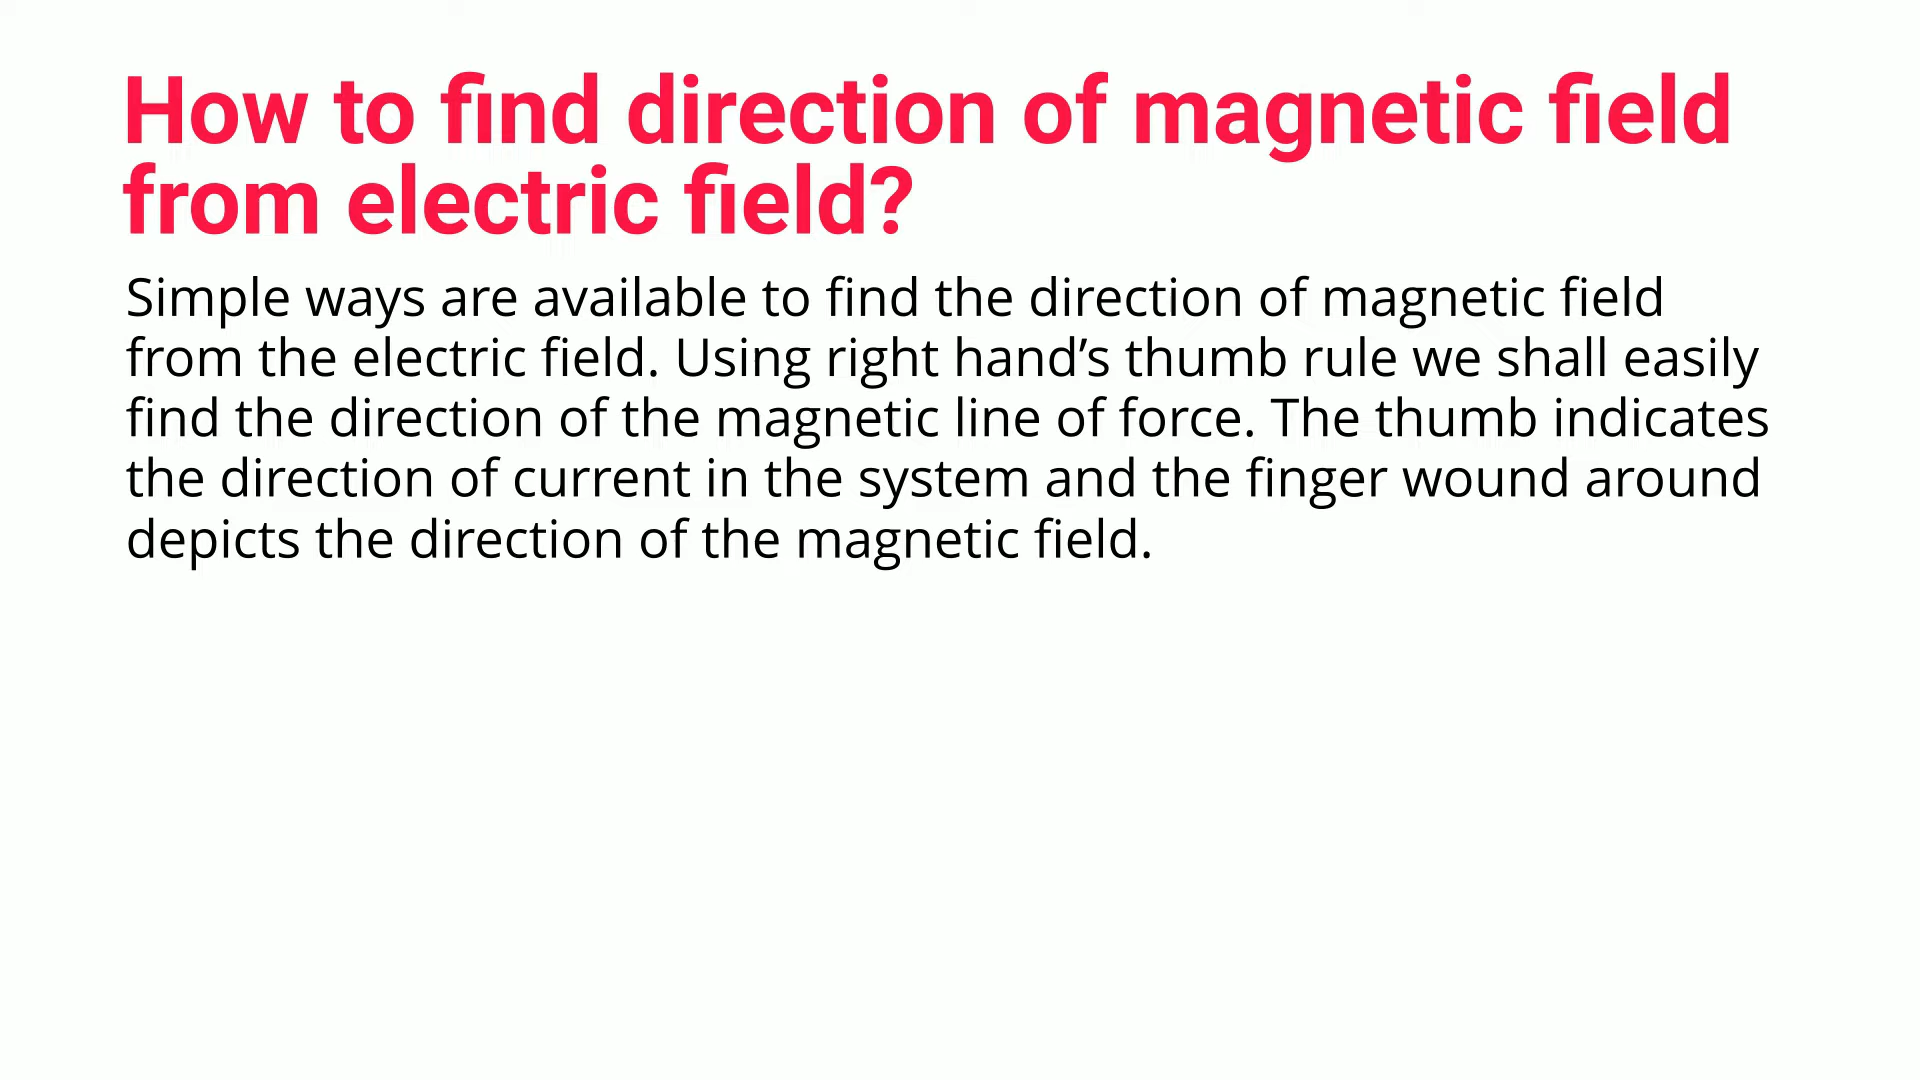 How to find direction of magnetic field
from electric field?
Simple ways are available to find the direction of magnetic field
from the electric field. Using right hand’s thumb rule we shall easily
find the direction of the magnetic line of force. The thumb indicates
the direction of current in the system and the finger wound around
depicts the direction of the magnetic field.